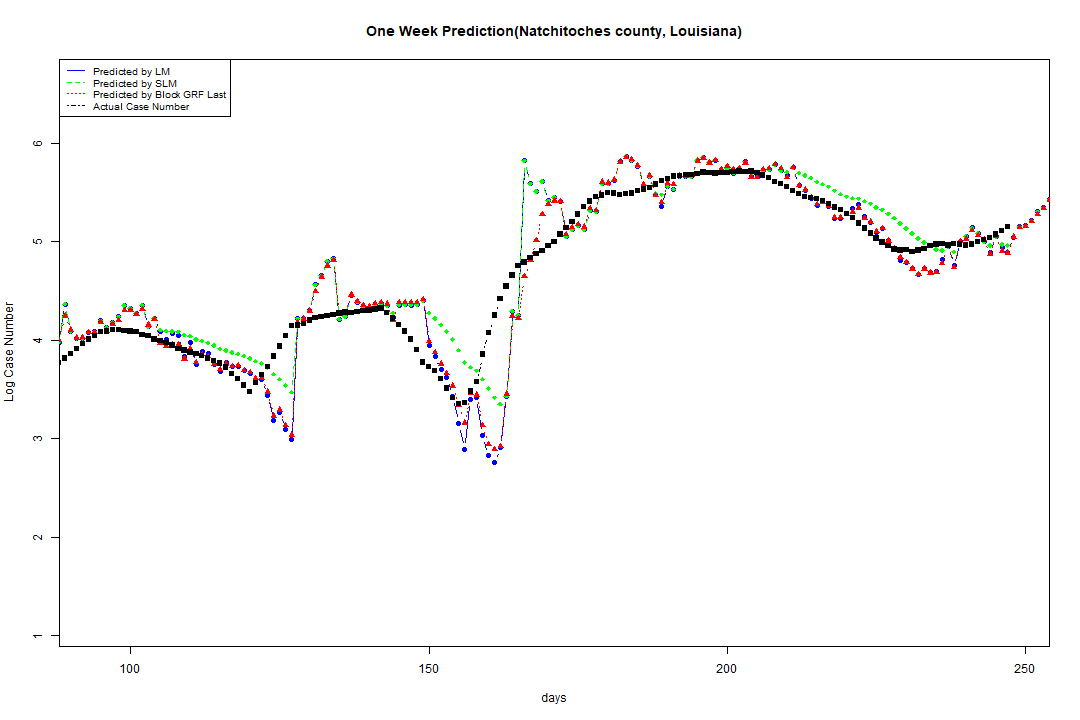 One Week Prediction(Natchitoches county, Louisiana)
Predicted by LM
Predicted by SLM
Predicted by Block GRF Last
Actual Case Number
Log Case Number
6
5
4
3
2
1
100
150
200
250
days